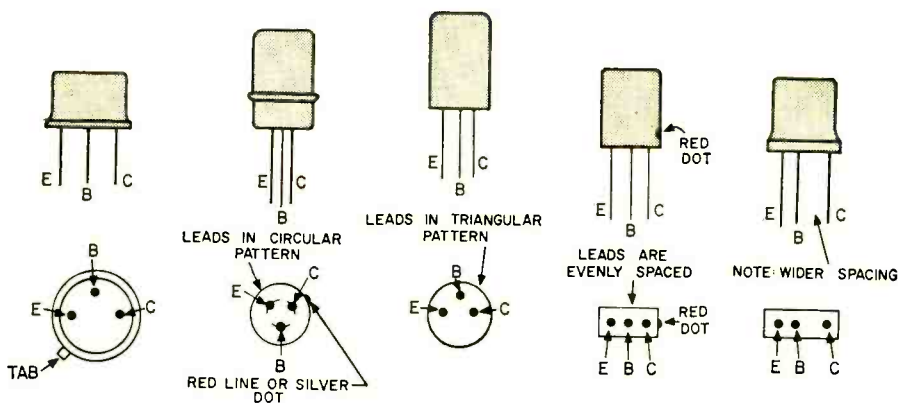 E
B
C
E
B
C
E
B
C
RED
DOT
E
B
C
E
B
C
LEADS IN CIRCULAR
PATTERN
LEADS IN TRIANGULAR
PATTERN
LEADS ARE
EVENLY SPACED
NOTE: WIDER SPACING
B
E
C
TAB
E
C
B
RED LINE OR SILVER
DOT
B
E
C
RED
DOT
E B C
E B C